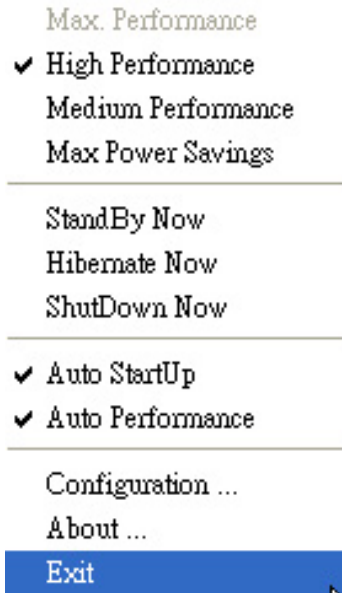 Max. Performance
High Performance
Medium Performance
Max Power Savings
StandBy Now
Hibernate Now
ShutDown Now
Auto StartUp
Auto Performance
Configuration ...
About ...
Exit